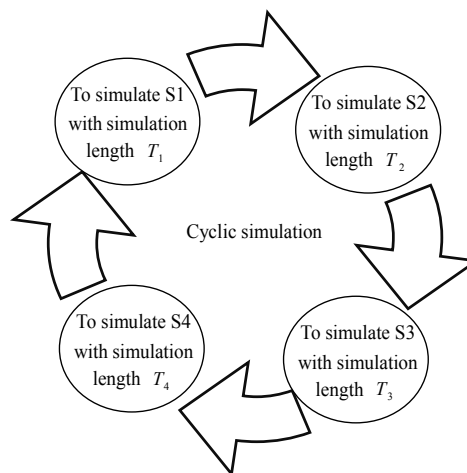 To simulate S1
with simulation
length T₁
To simulate S2
with simulation
length T₂
Cyclic simulation
To simulate S4
with simulation
length T₄
To simulate S3
with simulation
length T₃